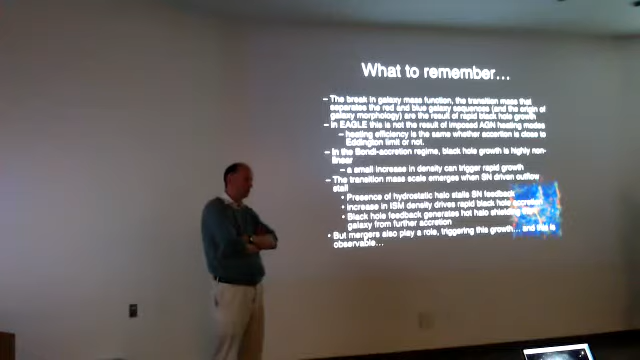 What to remember…
– The break in galaxy mass function, the transition mass that
separates the red and blue galaxy sequences (and the origin of
galaxy morphology) are the result of rapid black hole growth
– In EAGLE this is not the result of imposed AGN heating modes
– heating efficiency is the same whether accretion is close to
Eddington limit or not.
– In the Bondi-accretion regime, black hole growth is highly non-
linear
– a small increase in density can trigger rapid growth
– The transition mass scale emerges when SN driven outflow
stall
• Presence of hydrostatic halo stalls SN feedback
• increase in ISM density drives rapid black hole accretion
• Black hole feedback generates hot halo shielding the
galaxy from further accretion
• But mergers also play a role, triggering this growth… and this is
observable…